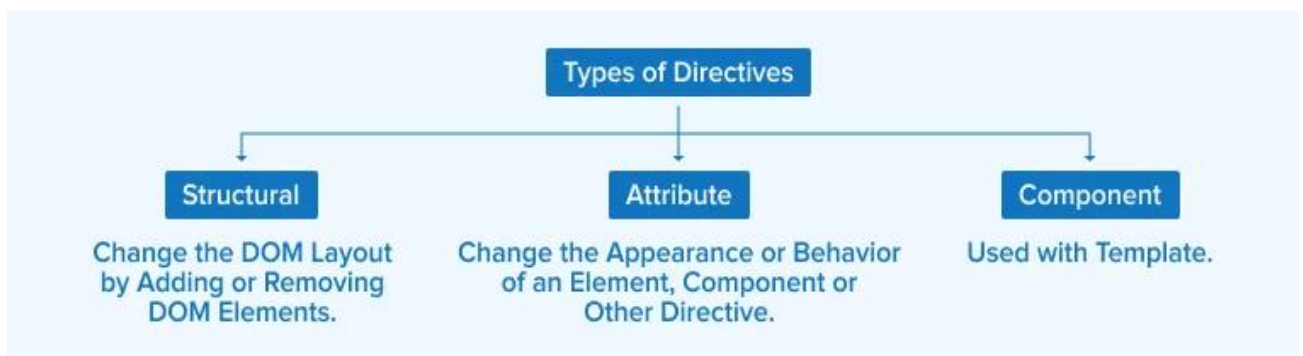 Types of Directives
Structural
Change the DOM Layout
by Adding or Removing
DOM Elements.
Attribute
Change the Appearance or Behavior
of an Element, Component or
Other Directive.
Component
Used with Template.